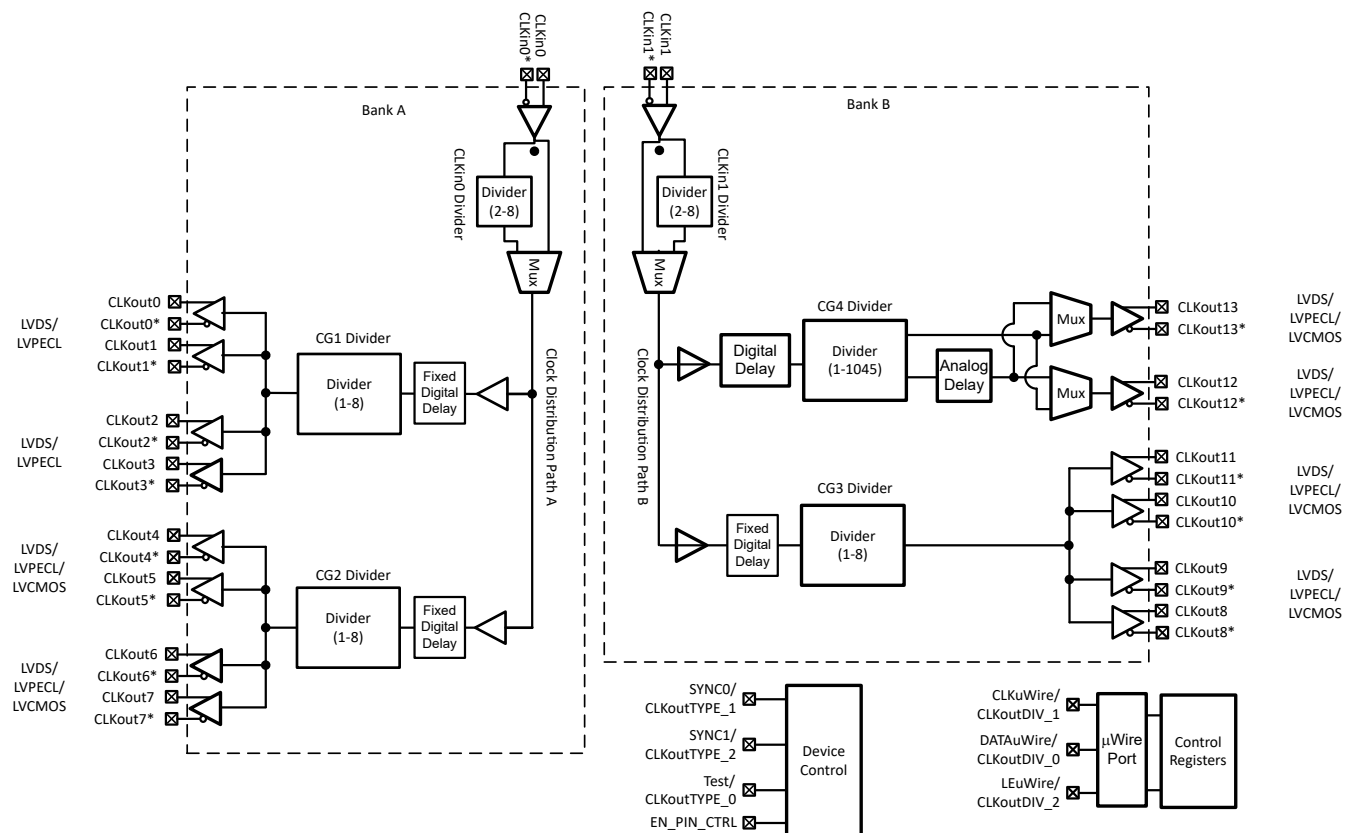 CLKin0*
CLKin0
CLKin1*
CLKin1
Bank A
Bank B
CLKin0 Divider
Divider
(2-8)
Mux
CLKin1 Divider
Divider
(2-8)
Mux
Clock Distribution Path A
Clock Distribution Path B
LVDS/
LVPECL
CLKout0
CLKout0*
CLKout1
CLKout1*
LVDS/
LVPECL
CLKout2
CLKout2*
CLKout3
CLKout3*
CG1 Divider
Divider
(1-8)
Fixed
Digital
Delay
LVDS/
LVPECL/
LVCMOS
CLKout4
CLKout4*
CLKout5
CLKout5*
LVDS/
LVPECL/
LVCMOS
CLKout6
CLKout6*
CLKout7
CLKout7*
CG2 Divider
Divider
(1-8)
Fixed
Digital
Delay
Digital
Delay
CG4 Divider
Divider
(1-1045)
Analog
Delay
Mux
Mux
CLKout13
CLKout13*
LVDS/
LVPECL/
LVCMOS
CLKout12
CLKout12*
LVDS/
LVPECL/
LVCMOS
Fixed
Digital
Delay
CG3 Divider
Divider
(1-8)
CLKout11
CLKout11*
CLKout10
CLKout10*
LVDS/
LVPECL/
LVCMOS
CLKout9
CLKout9*
CLKout8
CLKout8*
LVDS/
LVPECL/
LVCMOS
SYNC0/
CLKoutTYPE_1
SYNC1/
CLKoutTYPE_2
Test/
CLKoutTYPE_0
EN_PIN_CTRL
Device
Control
CLKuWire/
CLKoutDIV_1
DATAuWire/
CLKoutDIV_0
LEuWire/
CLKoutDIV_2
µWire
Port
Control
Registers